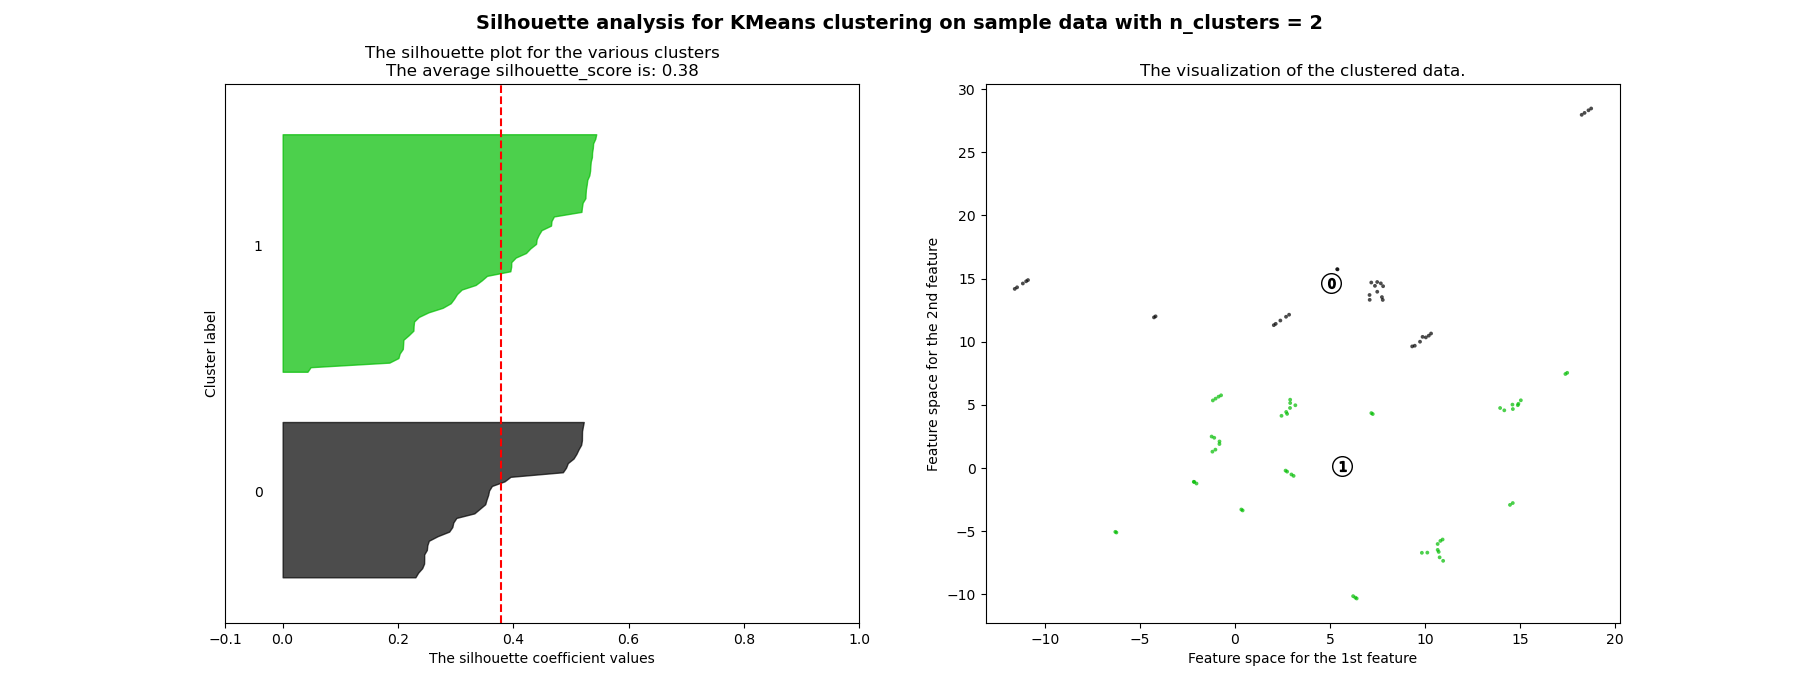 Silhouette analysis for KMeans clustering on sample data with n_clusters = 2
The silhouette plot for the various clusters
The average silhouette_score is: 0.38
Cluster label
1
0
−0.1 0.0 0.2 0.4 0.6 0.8 1.0
The silhouette coefficient values
The visualization of the clustered data.
Feature space for the 2nd feature
30
25
20
15
10
5
0
−5
−10
0
1
−10 −5 0 5 10 15 20
Feature space for the 1st feature